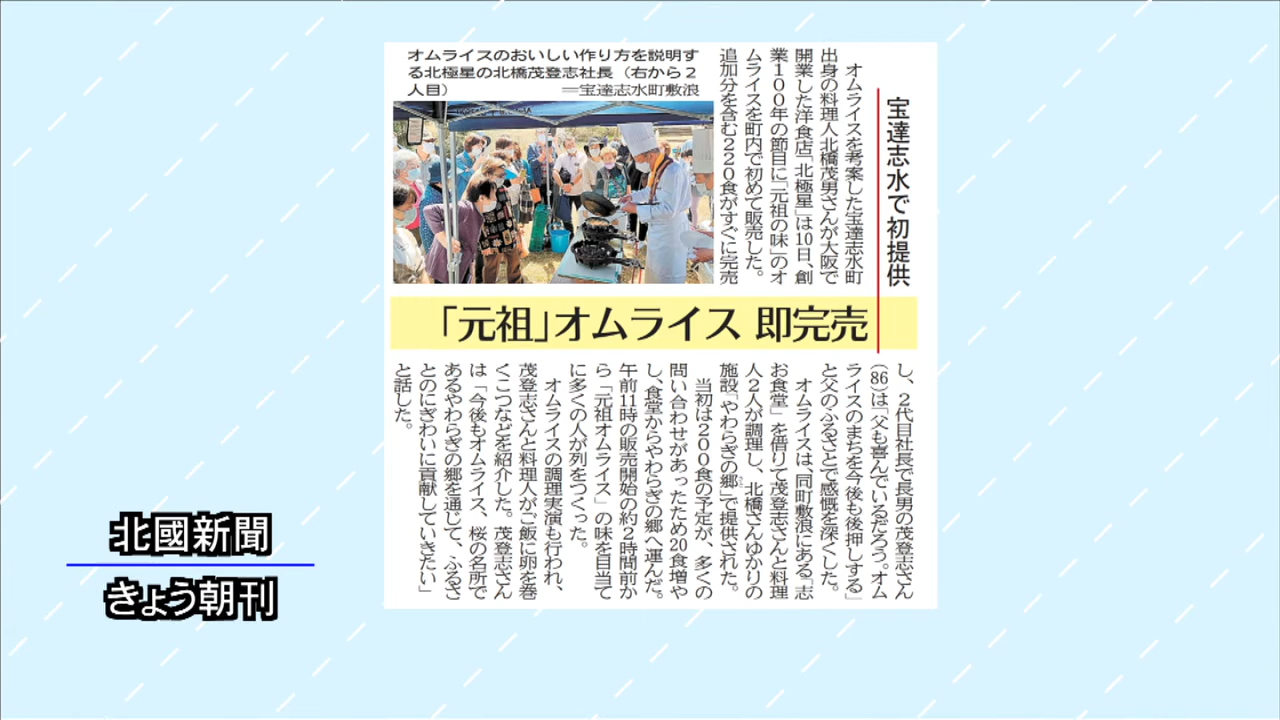 宝達志水で初提供
「元祖」オムライス 即完売
オムライスのおいしい作り方を説明す
る北極星の北橋茂登志社長（右から２
人目） ＝宝達志水町敷浪
オムライスを考案した宝達志水町
出身の料理人北橋茂男さんが大阪で
開業した洋食店「北極星」は10日、創
業１００年の節目に「元祖の味」のオ
ムライスを町内で初めて販売した。
追加分を含む２２０食がすぐに完売
し、２代目社長で長男の茂登志さん
（86）は「父も喜んでいるだろう。オム
ライスのまちを今後も後押しする」
と父のふるさとで感慨を深くした。
オムライスは、同町敷浪にある「志
お食堂」を借りて茂登志さんと料理
人２人が調理し、北橋さんゆかりの
施設「やわらぎの郷」で提供された。
当初は２００食の予定が、多くの
問い合わせがあったため20食増や
し、食堂からやわらぎの郷へ運んだ。
午前11時の販売開始の約２時間前か
ら「元祖オムライス」の味を目当て
に多くの人が列をつくった。
オムライスの調理実演も行われ、
茂登志さんと料理人がご飯に卵を巻
くこつなどを紹介した。茂登志さん
は「今後もオムライス、桜の名所で
あるやわらぎの郷を通じて、ふるさ
とのにぎわいに貢献していきたい」
と話した。
北國新聞
きょう朝刊